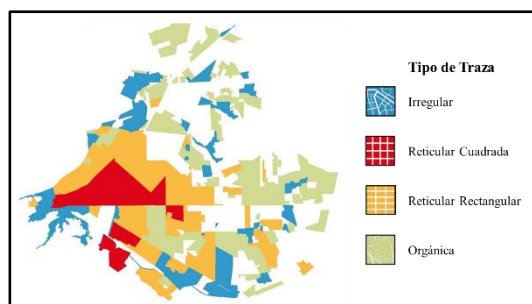 Tipo de Traza
Irregular
Reticular Cuadrada
Reticular Rectangular
Orgánica